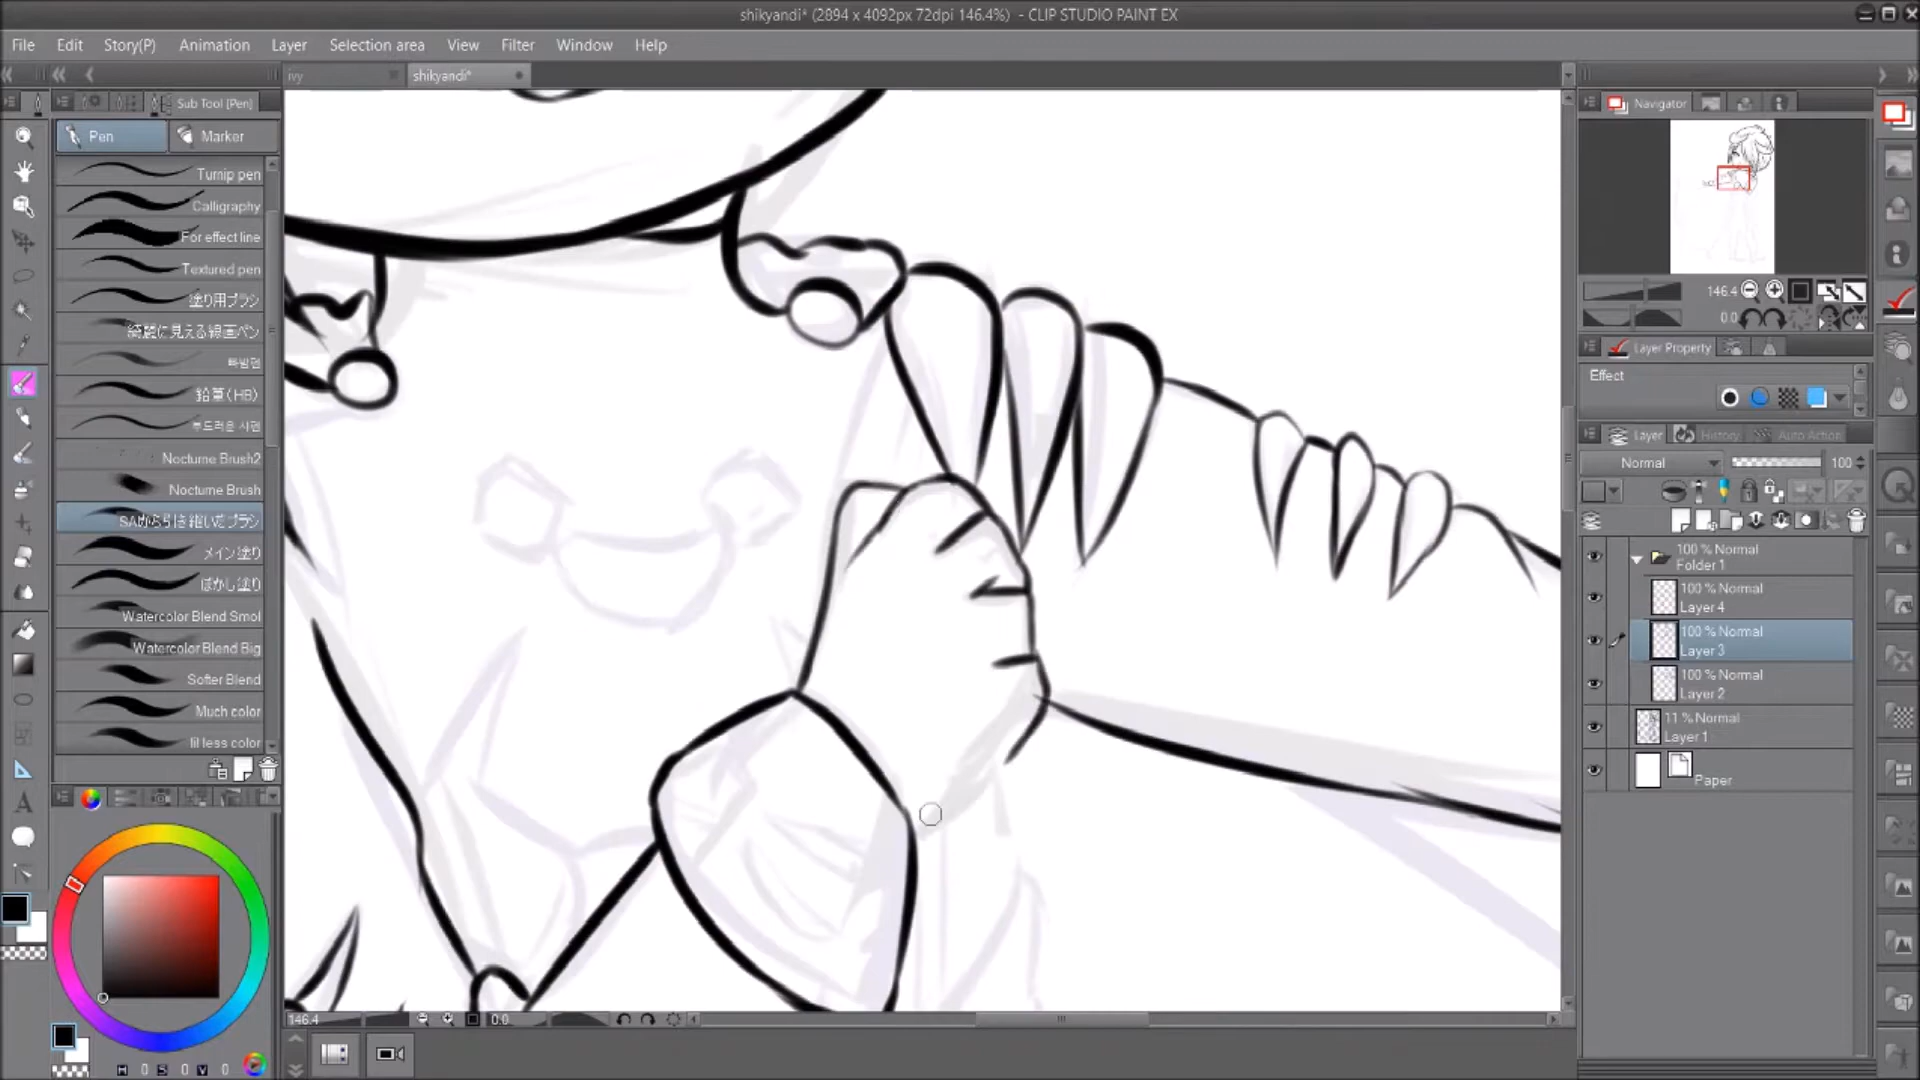 shikyandi* (2894 x 4092px 72dpi 146.4%)  - CLIP STUDIO PAINT EX
File Edit Story(P) Animation Layer Selection area View Filter Window Help
ivy shikyandi*
Sub Tool [Pen]
Pen Marker
Turnip pen
Calligraphy
For effect line
Textured pen
塗り用ブラシ
綺麗に見える線画ペン
鉛筆(HB)
부드러운 샤펜
Nocturne Brush2
Nocturne Brush
SAIから引き継いだブラシ
メイン塗り
ぼかし塗り
Watercolor Blend Smol
Watercolor Blend Big
Softer Blend
Much color
lil less color
H 0 S 0 V 0
146.4 0.0
Navigator
146.4
0.0
Layer Property
Effect
Layer History Auto Action
Normal 100
100 % Normal
Folder 1
100 % Normal
Layer 4
100 % Normal
Layer 3
100 % Normal
Layer 2
11 % Normal
Layer 1
Paper